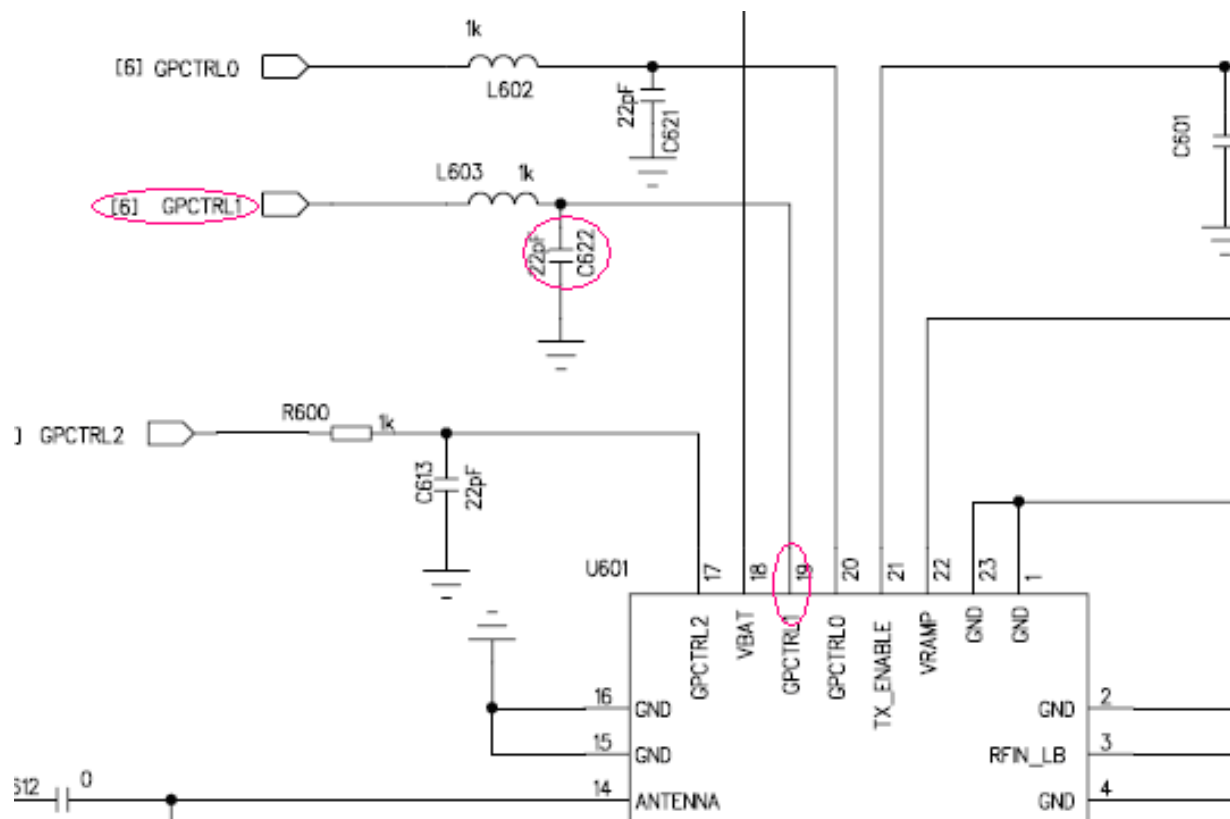 1k
[6] GPCTRL0
L602
22pF
C621
C601
L603 1k
[6] GPCTRL1
22pF
C622
R600 1k
] GPCTRL2
C613
22pF
U601
17
18
19
20
21
22
23
1
GPCTRL2
VBAT
GPCTRL1
GPCTRL0
TX_ENABLE
VRAMP
GND
GND
16 GND
GND 2
15 GND
RFIN_LB 3
612 0
14 ANTENNA
GND 4